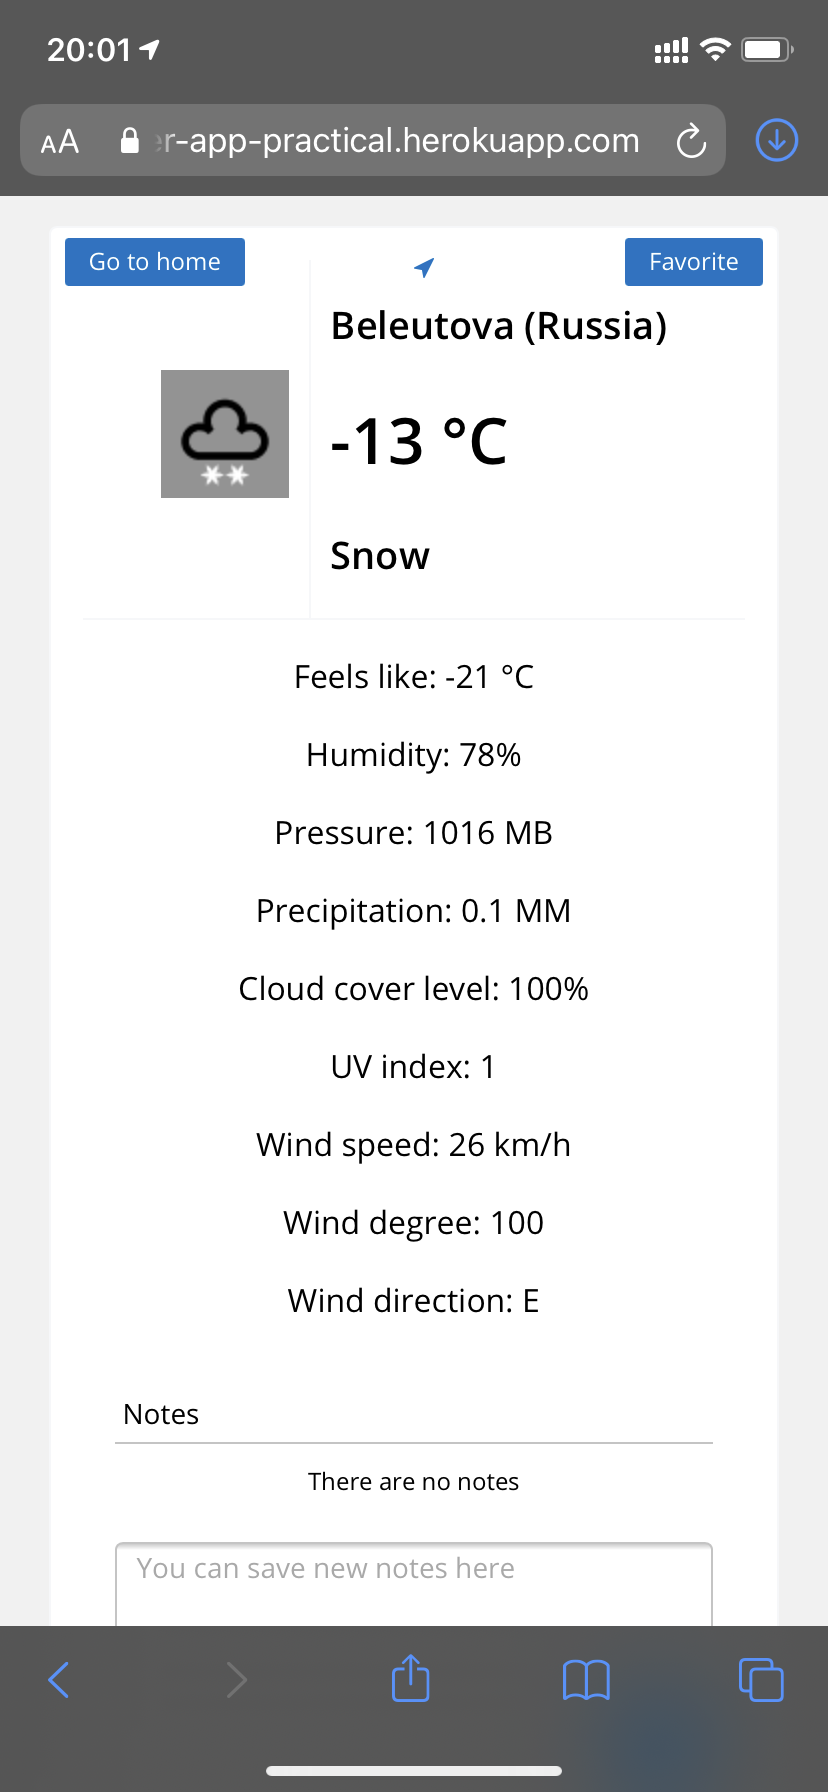 20:01
AA er-app-practical.herokuapp.com
Go to home
Favorite
Beleutova (Russia)
-13 °C
Snow
Feels like: -21 °C
Humidity: 78%
Pressure: 1016 MB
Precipitation: 0.1 MM
Cloud cover level: 100%
UV index: 1
Wind speed: 26 km/h
Wind degree: 100
Wind direction: E
Notes
There are no notes
You can save new notes here